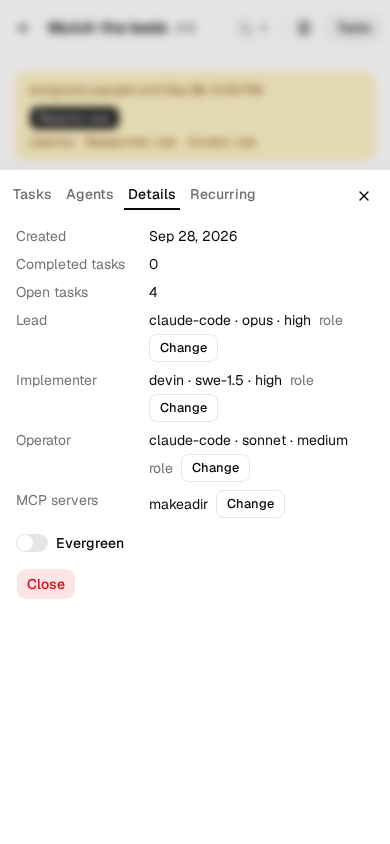 Tasks Agents Details Recurring
Created Sep 28, 2026
Completed tasks 0
Open tasks 4
Lead claude-code · opus · high role
Change
Implementer devin · swe-1.5 · high role
Change
Operator claude-code · sonnet · medium
role Change
MCP servers makeadir Change
Evergreen
Close